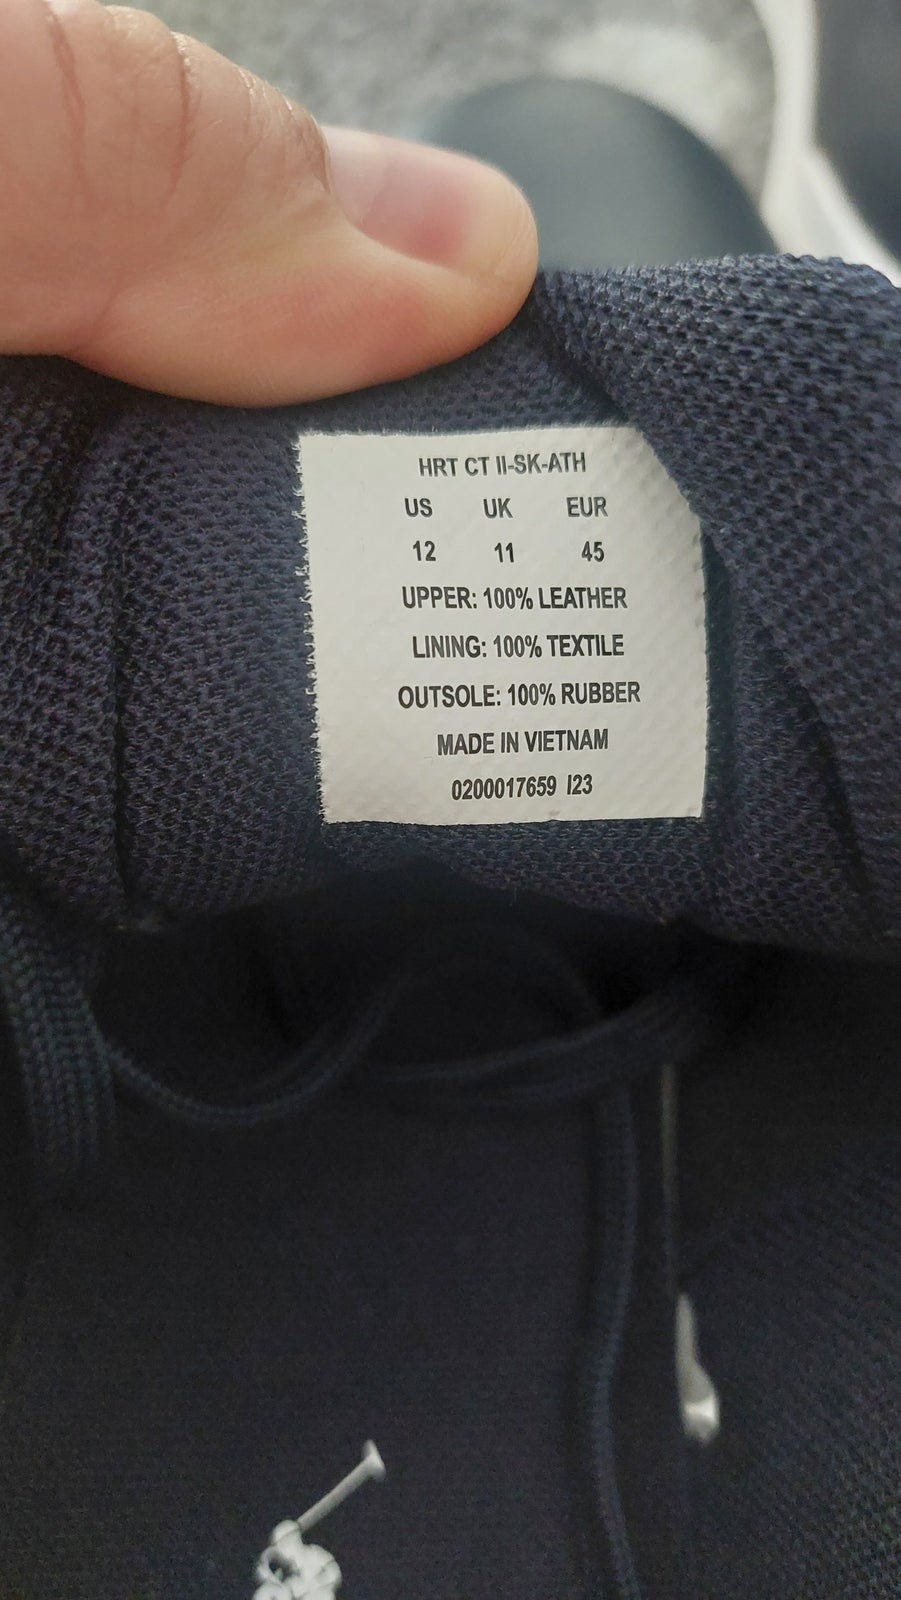 HRT CT II-SK-ATH
US UK EUR
12 11 45
UPPER: 100% LEATHER
LINING: 100% TEXTILE
OUTSOLE: 100% RUBBER
MADE IN VIETNAM
0200017659 I23